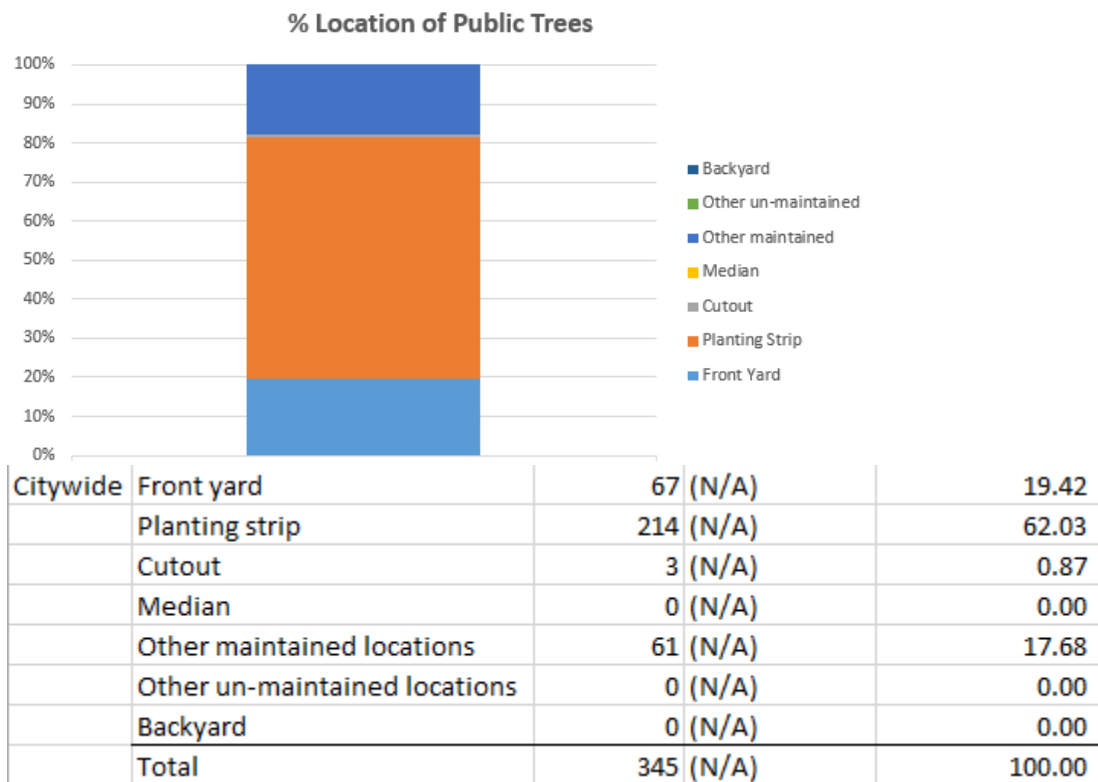 % Location of Public Trees
100%
90%
80%
70%
60%
50%
40%
30%
20%
10%
0%
Backyard
Other un-maintained
Other maintained
Median
Cutout
Planting Strip
Front Yard
Citywide Front yard 67 (N/A) 19.42
Planting strip 214 (N/A) 62.03
Cutout 3 (N/A) 0.87
Median 0 (N/A) 0.00
Other maintained locations 61 (N/A) 17.68
Other un-maintained locations 0 (N/A) 0.00
Backyard 0 (N/A) 0.00
Total 345 (N/A) 100.00